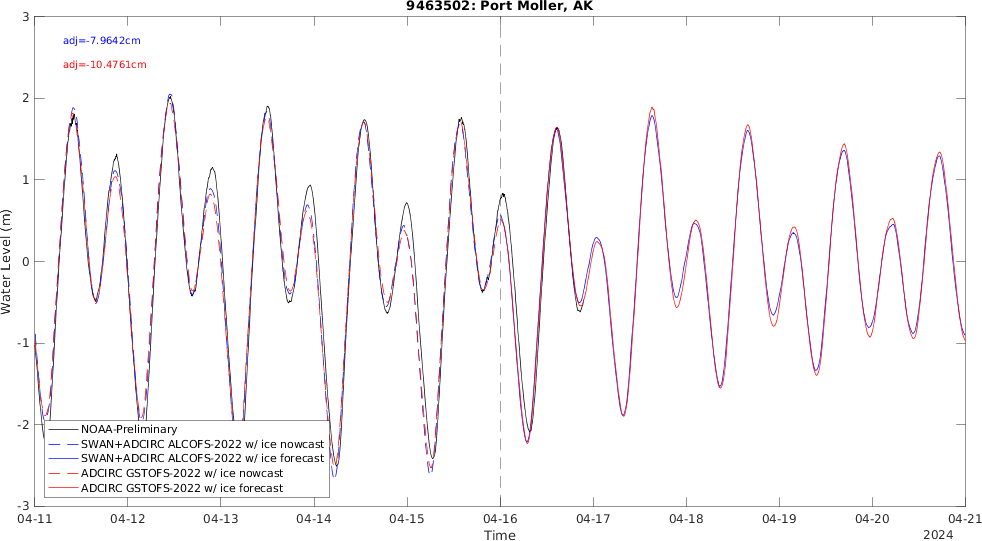 9463502: Port Moller, AK
adj=-7.9642cm
adj=-10.4761cm
Water Level (m)
3
2
1
0
-1
-2
-3
NOAA-Preliminary
SWAN+ADCIRC ALCOFS-2022 w/ ice nowcast
SWAN+ADCIRC ALCOFS-2022 w/ ice forecast
ADCIRC GSTOFS-2022 w/ ice nowcast
ADCIRC GSTOFS-2022 w/ ice forecast
04-11 04-12 04-13 04-14 04-15 04-16 04-17 04-18 04-19 04-20 04-21
Time
2024